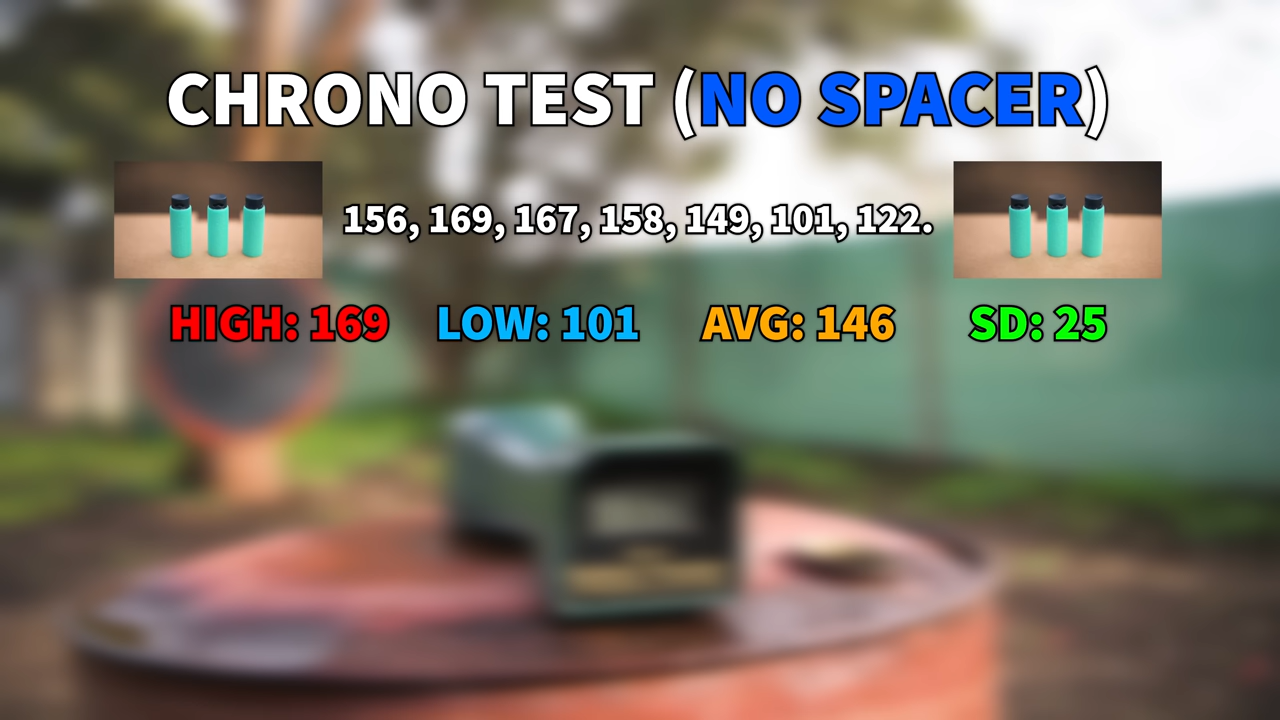 CHRONO TEST (NO SPACER)
156, 169, 167, 158, 149, 101, 122.
HIGH: 169 LOW: 101 AVG: 146 SD: 25